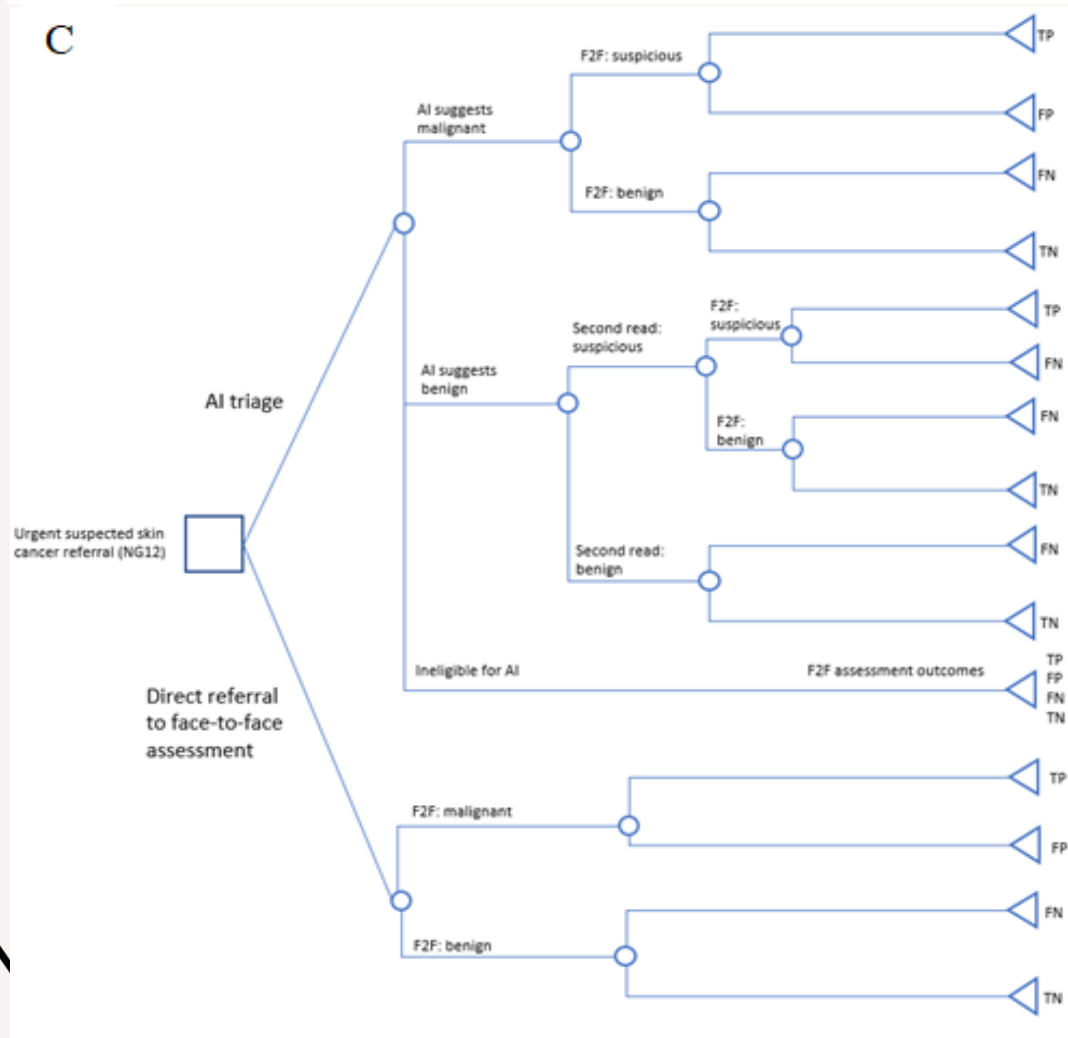 C
F2F: suspicious
TP
FP
AI suggests
malignant
F2F: benign
FN
TN
F2F:
suspicious
TP
Second read:
suspicious
FN
AI suggests
benign
FN
F2F:
benign
TN
AI triage
Urgent suspected skin
cancer referral (NG12)
Second read:
benign
FN
TN
Ineligible for AI
F2F assessment outcomes
TP
FP
FN
TN
Direct referral
to face-to-face
assessment
F2F: malignant
TP
FP
F2F: benign
FN
TN